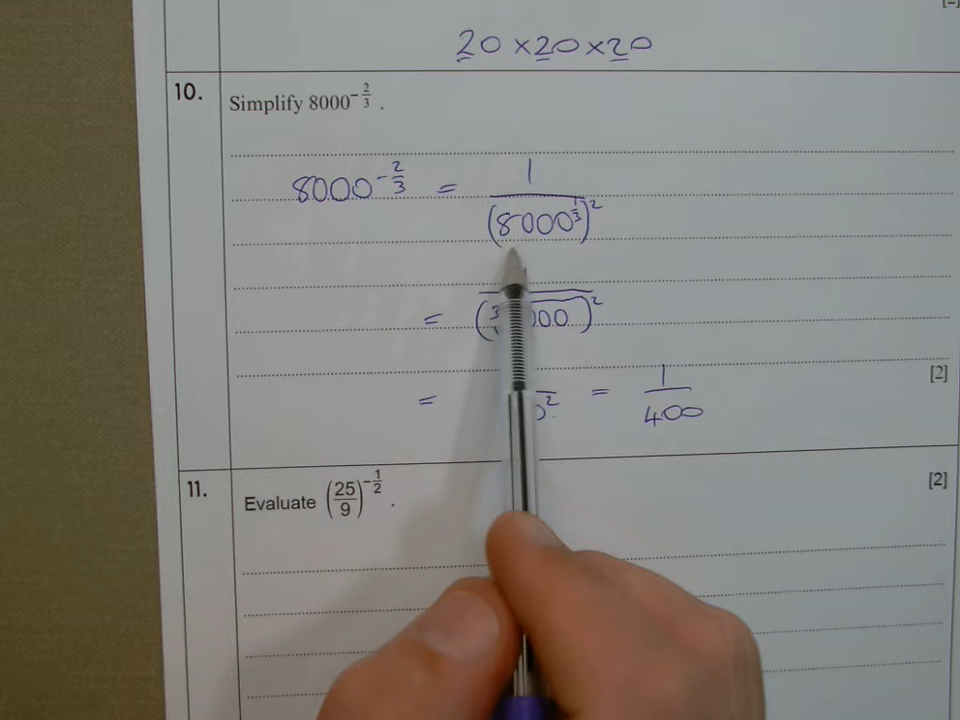 20 × 20 × 20
10.
Simplify 8000^{-2/3} .
8000^{-2/3} = 1/(8000^{1/3})²
=
=
= 1/400
[2]
11.
Evaluate (25/9)^{-1/2} .
[2]